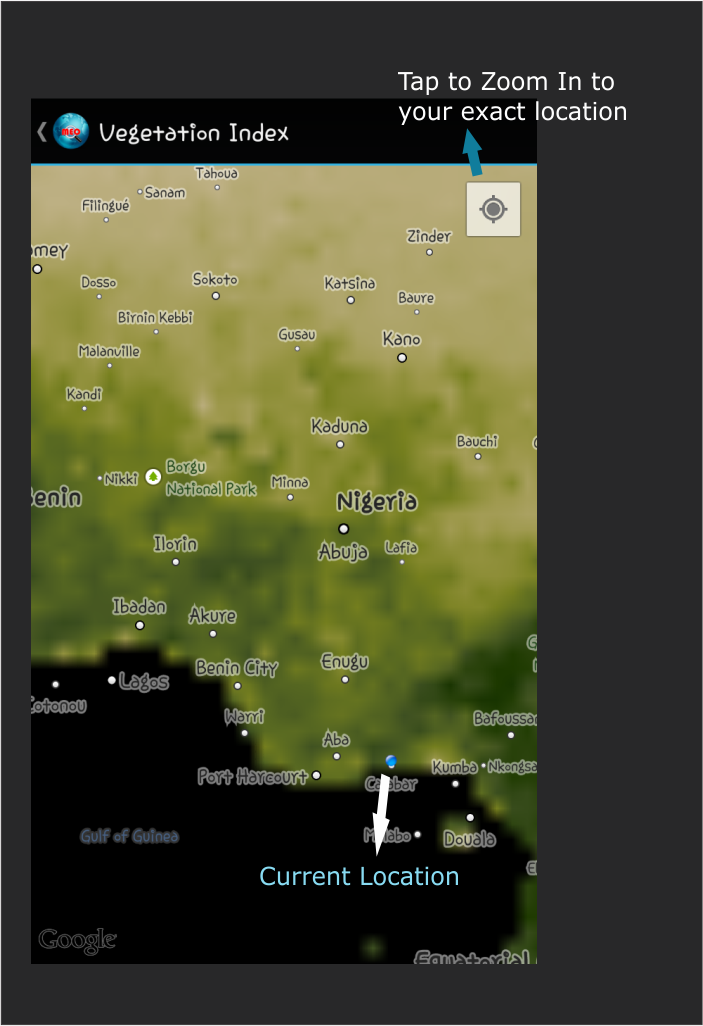 Tap to Zoom In to
your exact location
MEO
Vegetation Index
Tahoua
Sanam
Filingué
Zinder
omey
Dosso
Sokoto
Katsina
Baure
Birnin Kebbi
Gusau
Kano
Malanville
Kandi
Kaduna
Bauchi
Borgu
National Park
Nikki
Minna
enin
Nigeria
Abuja
Lafia
Ilorin
Ibadan
Akure
Benin City
Enugu
Lagos
Cotonou
Warri
Bafoussa
Aba
Port Harcourt
Calabar
Kumba
Nkongsa
Gulf of Guinea
Malabo
Douala
Current Location
Google
Equatorial